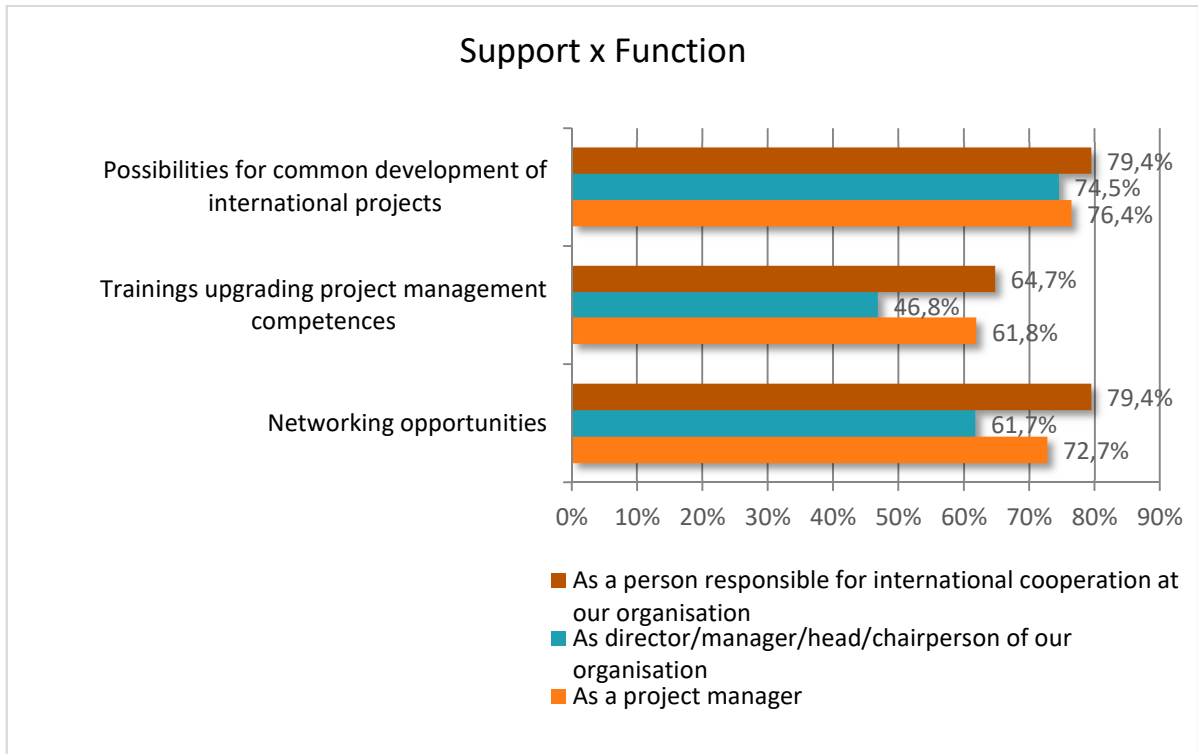 Support x Function
Possibilities for common development of
international projects
79,4%
74,5%
76,4%
Trainings upgrading project management
competences
64,7%
46,8%
61,8%
Networking opportunities
79,4%
61,7%
72,7%
0% 10% 20% 30% 40% 50% 60% 70% 80% 90%
As a person responsible for international cooperation at
our organisation
As director/manager/head/chairperson of our
organisation
As a project manager